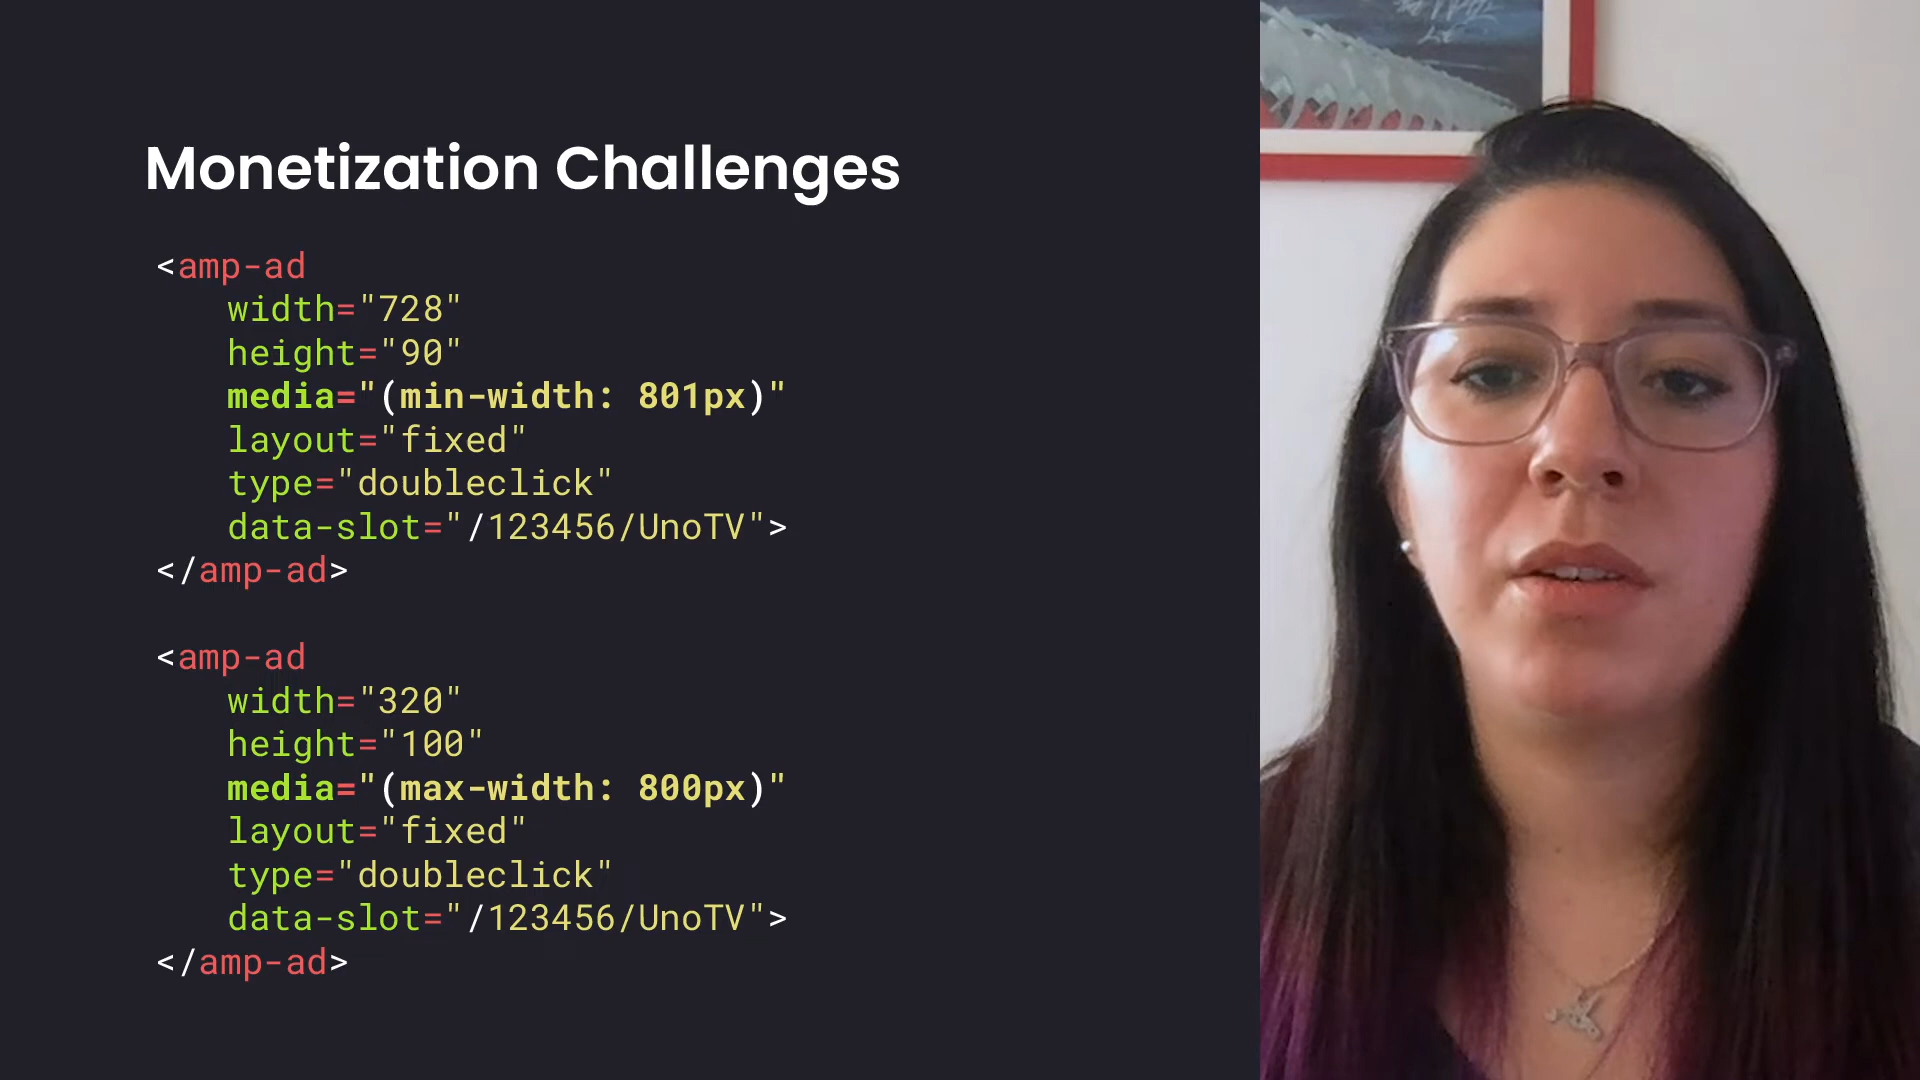 Monetization Challenges
<amp-ad
width="728"
height="90"
media="(min-width: 801px)"
layout="fixed"
type="doubleclick"
data-slot="/123456/UnoTV">
</amp-ad>
<amp-ad
width="320"
height="100"
media="(max-width: 800px)"
layout="fixed"
type="doubleclick"
data-slot="/123456/UnoTV">
</amp-ad>